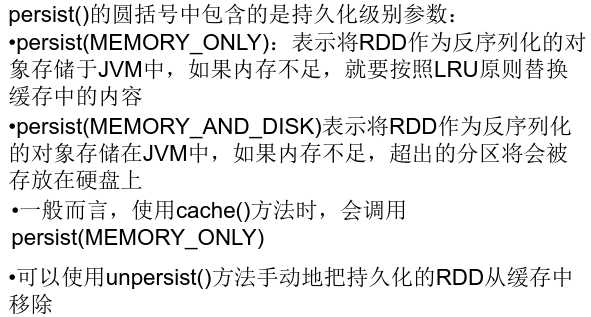 persist()的圆括号中包含的是持久化级别参数：
•persist(MEMORY_ONLY)：表示将RDD作为反序列化的对
象存储于JVM中，如果内存不足，就要按照LRU原则替换
缓存中的内容
•persist(MEMORY_AND_DISK)表示将RDD作为反序列化
的对象存储在JVM中，如果内存不足，超出的分区将会被
存放在硬盘上
•一般而言，使用cache()方法时，会调用
persist(MEMORY_ONLY)
•可以使用unpersist()方法手动地把持久化的RDD从缓存中
移除